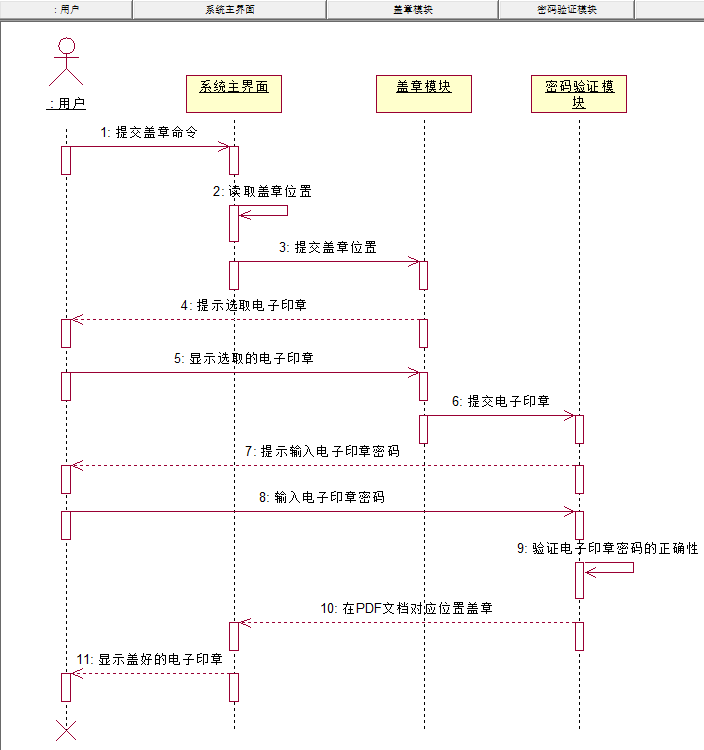 : 用户
系统主界面
盖章模块
密码验证模块
: 用户
系统主界面
盖章模块
密码验证模
块
1: 提交盖章命令
2: 读取盖章位置
3: 提交盖章位置
4: 提示选取电子印章
5: 显示选取的电子印章
6: 提交电子印章
7: 提示输入电子印章密码
8: 输入电子印章密码
9: 验证电子印章密码的正确性
10: 在PDF文档对应位置盖章
11: 显示盖好的电子印章